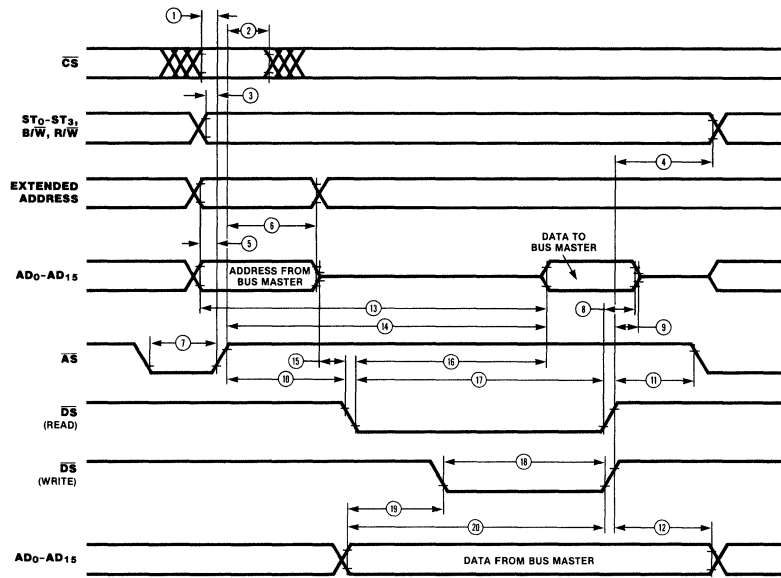 1
2
CS
3
ST0-ST3,
B/W, R/W
4
EXTENDED
ADDRESS
6
5
DATA TO
BUS MASTER
AD0-AD15
ADDRESS FROM
BUS MASTER
13
8
14
9
7
AS
15
16
10
17
11
DS
(READ)
18
DS
(WRITE)
19
20
12
AD0-AD15
DATA FROM BUS MASTER